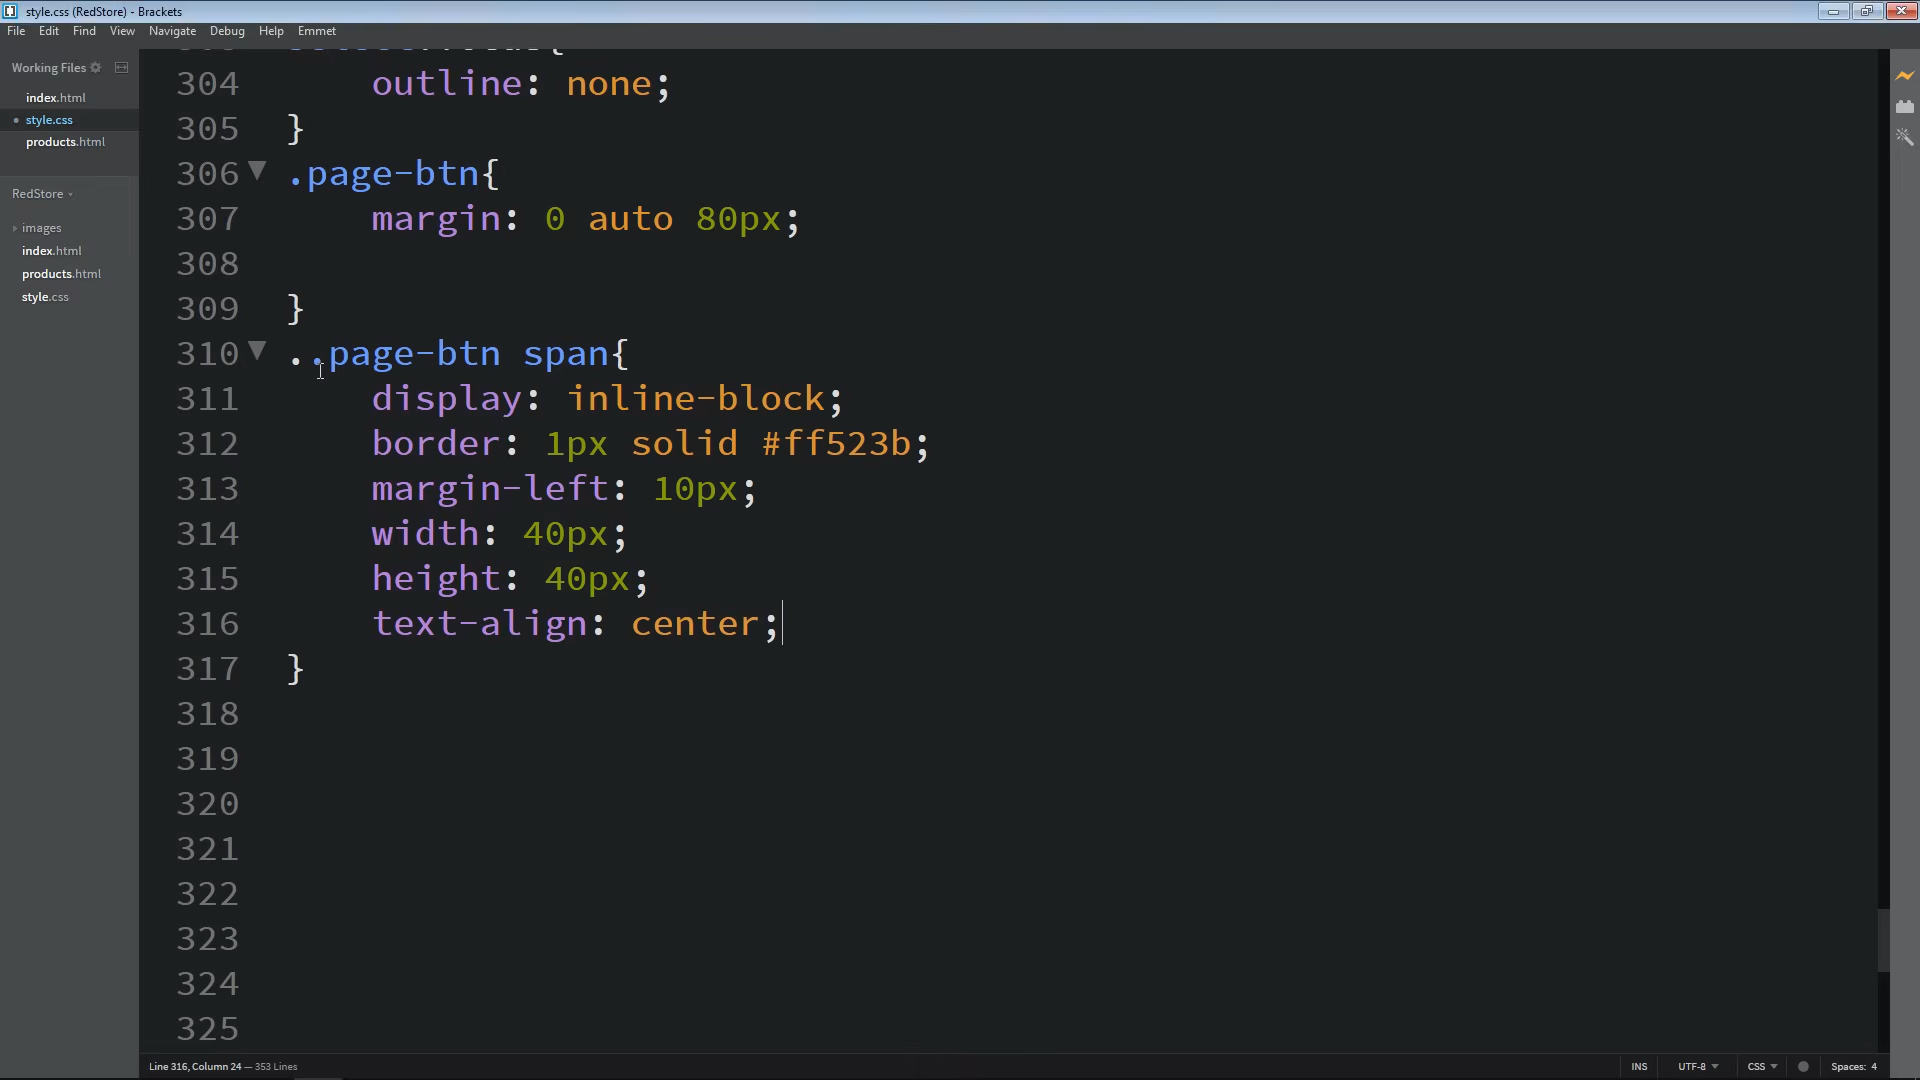 style.css (RedStore) - Brackets
File Edit Find View Navigate Debug Help Emmet
Working Files
index.html
style.css
products.html
RedStore
images
index.html
products.html
style.css
304 outline: none;
305 }
306 .page-btn{
307 margin: 0 auto 80px;
308
309 }
310 ..page-btn span{
311 display: inline-block;
312 border: 1px solid #ff523b;
313 margin-left: 10px;
314 width: 40px;
315 height: 40px;
316 text-align: center;
317 }
318
319
320
321
322
323
324
325
Line 316, Column 24 — 353 Lines
INS UTF-8 CSS Spaces: 4